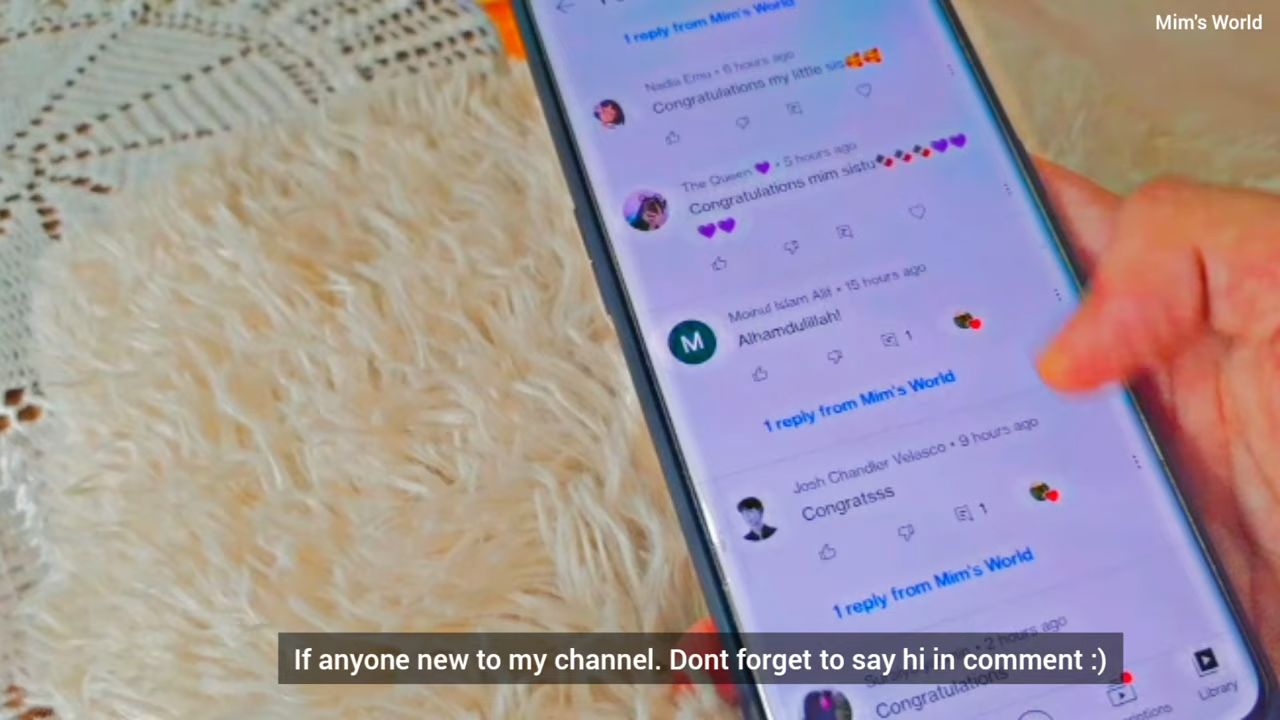 Mim's World
1 reply from Mim's World
Nadia Emu • 6 hours ago
Congratulations my little sis🥰🥰
The Queen 💜 • 5 hours ago
Congratulations mim sistu💜💜
💜💜
Moinul Islam Alif • 15 hours ago
M
Alhamdulillah!
1
1 reply from Mim's World
Josh Chandler Velasco • 9 hours ago
Congratsss
1
1 reply from Mim's World
2 hours ago
Congratulations
Library
If anyone new to my channel. Dont forget to say hi in comment :)